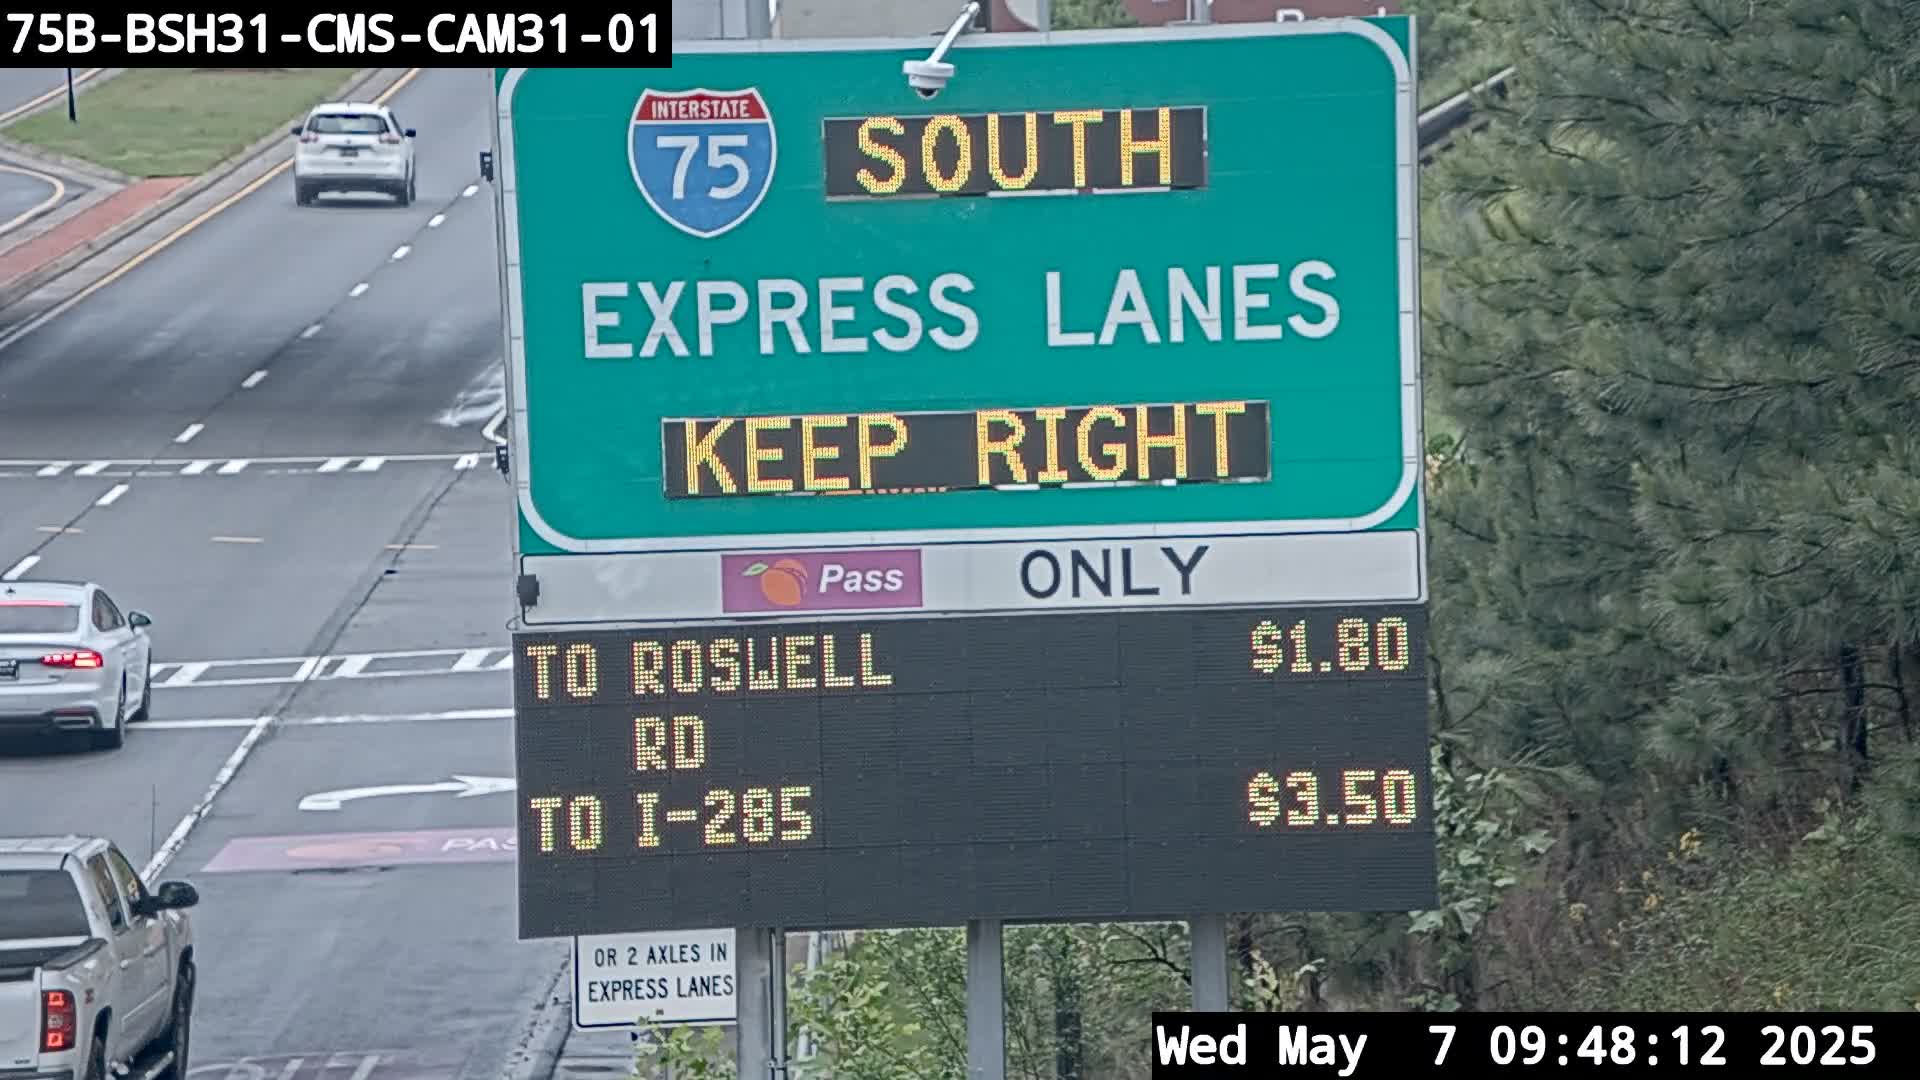 75B-BSH31-CMS-CAM31-01
INTERSTATE
75
SOUTH
EXPRESS LANES
KEEP RIGHT
Pass ONLY
TO ROSWELL $1.80
RD
TO I-285 $3.50
OR 2 AXLES IN
EXPRESS LANES
Wed May 7 09:48:12 2025